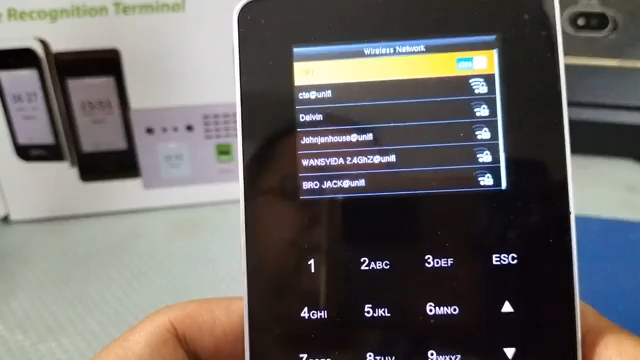 Recognition Terminal
Wireless Network
cte@unifi
Delvin
Johnjenhouse@unifi
WANSYIDA 2.4GhZ@unifi
BRO JACK@unifi
1 2ABC 3DEF ESC
4GHI 5JKL 6MNO